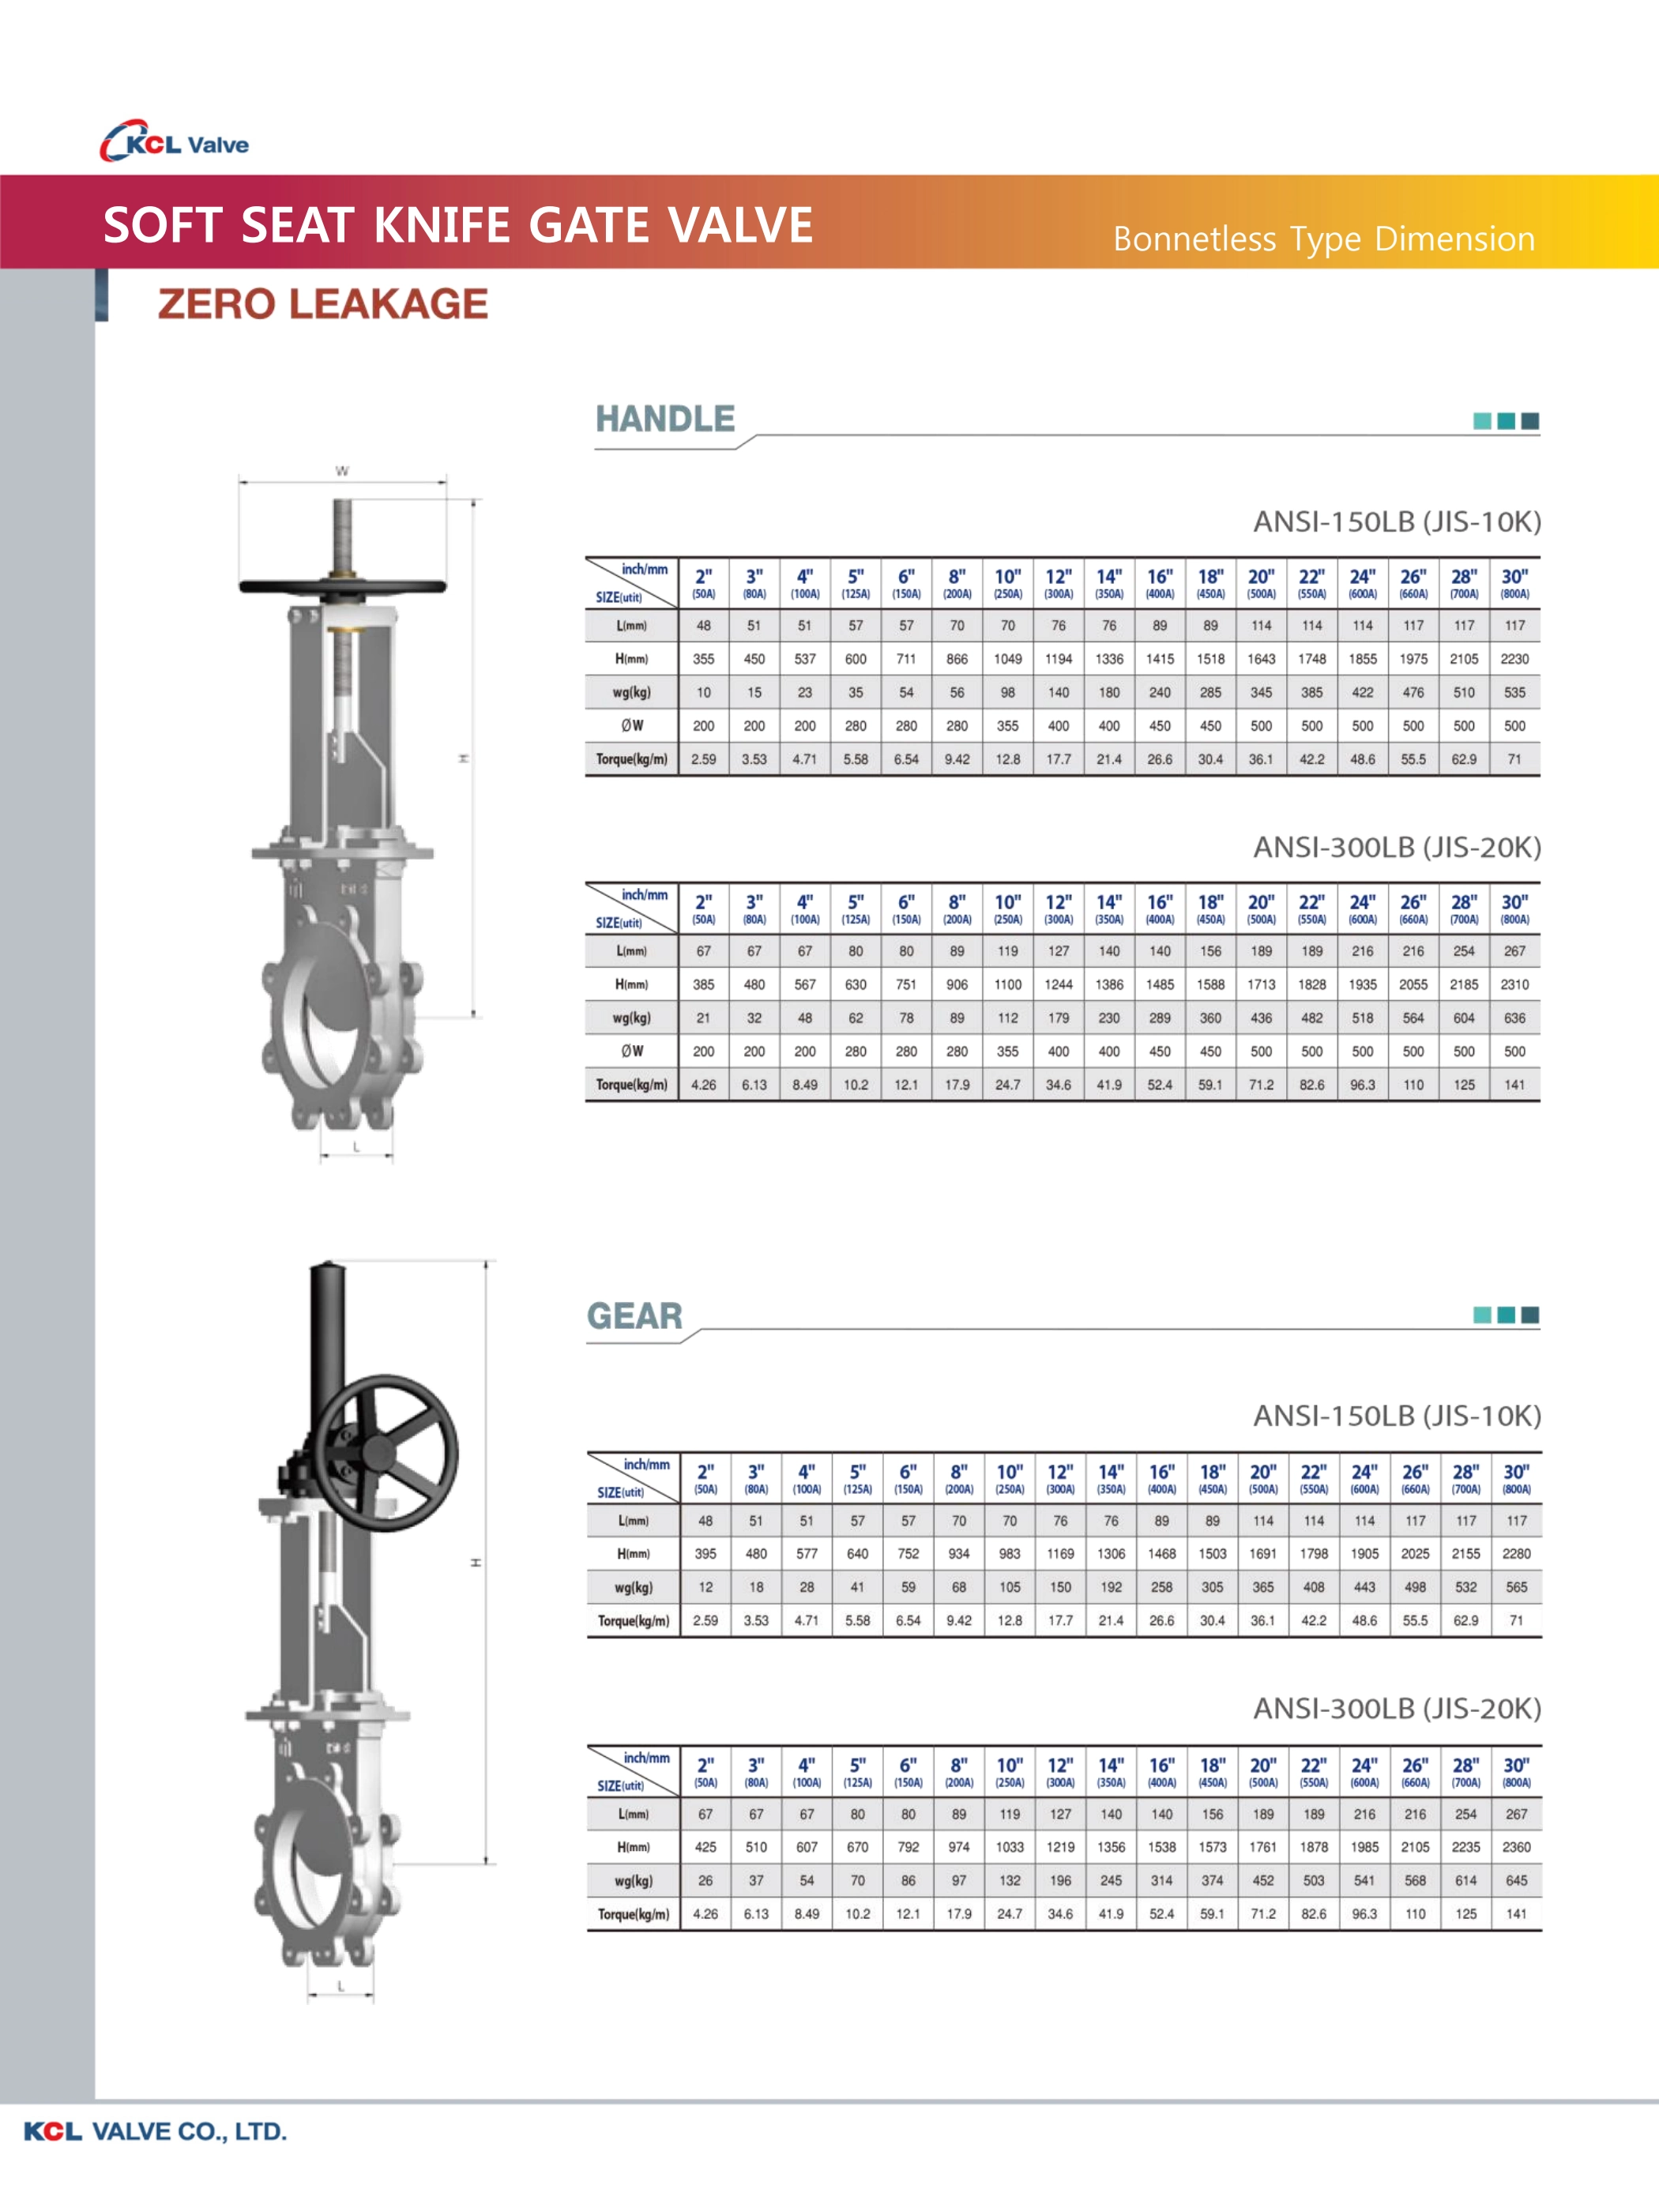 KCL Valve
SOFT SEAT KNIFE GATE VALVE
Bonnetless Type Dimension
ZERO LEAKAGE
HANDLE
W
H
L
ANSI-150LB (JIS-10K)
inch/mm 2" 3" 4" 5" 6" 8" 10" 12" 14" 16" 18" 20" 22" 24" 26" 28" 30"
SIZE(utit) (50A) (80A) (100A) (125A) (150A) (200A) (250A) (300A) (350A) (400A) (450A) (500A) (550A) (600A) (660A) (700A) (800A)
L(mm) 48 51 51 57 57 70 70 76 76 89 89 114 114 114 117 117 117
H(mm) 355 450 537 600 711 866 1049 1194 1336 1415 1518 1643 1748 1855 1975 2105 2230
wg(kg) 10 15 23 35 54 56 98 140 180 240 285 345 385 422 476 510 535
ØW 200 200 200 280 280 280 355 400 400 450 450 500 500 500 500 500 500
Torque(kg/m) 2.59 3.53 4.71 5.58 6.54 9.42 12.8 17.7 21.4 26.6 30.4 36.1 42.2 48.6 55.5 62.9 71
ANSI-300LB (JIS-20K)
inch/mm 2" 3" 4" 5" 6" 8" 10" 12" 14" 16" 18" 20" 22" 24" 26" 28" 30"
SIZE(utit) (50A) (80A) (100A) (125A) (150A) (200A) (250A) (300A) (350A) (400A) (450A) (500A) (550A) (600A) (660A) (700A) (800A)
L(mm) 67 67 67 80 80 89 119 127 140 140 156 189 189 216 216 254 267
H(mm) 385 480 567 630 751 906 1100 1244 1386 1485 1588 1713 1828 1935 2055 2185 2310
wg(kg) 21 32 48 62 78 89 112 179 230 289 360 436 482 518 564 604 636
ØW 200 200 200 280 280 280 355 400 400 450 450 500 500 500 500 500 500
Torque(kg/m) 4.26 6.13 8.49 10.2 12.1 17.9 24.7 34.6 41.9 52.4 59.1 71.2 82.6 96.3 110 125 141
GEAR
H
L
ANSI-150LB (JIS-10K)
inch/mm 2" 3" 4" 5" 6" 8" 10" 12" 14" 16" 18" 20" 22" 24" 26" 28" 30"
SIZE(utit) (50A) (80A) (100A) (125A) (150A) (200A) (250A) (300A) (350A) (400A) (450A) (500A) (550A) (600A) (660A) (700A) (800A)
L(mm) 48 51 51 57 57 70 70 76 76 89 89 114 114 114 117 117 117
H(mm) 395 480 577 640 752 934 983 1169 1306 1468 1503 1691 1798 1905 2025 2155 2280
wg(kg) 12 18 28 41 59 68 105 150 192 258 305 365 408 443 498 532 565
Torque(kg/m) 2.59 3.53 4.71 5.58 6.54 9.42 12.8 17.7 21.4 26.6 30.4 36.1 42.2 48.6 55.5 62.9 71
ANSI-300LB (JIS-20K)
inch/mm 2" 3" 4" 5" 6" 8" 10" 12" 14" 16" 18" 20" 22" 24" 26" 28" 30"
SIZE(utit) (50A) (80A) (100A) (125A) (150A) (200A) (250A) (300A) (350A) (400A) (450A) (500A) (550A) (600A) (660A) (700A) (800A)
L(mm) 67 67 67 80 80 89 119 127 140 140 156 189 189 216 216 254 267
H(mm) 425 510 607 670 792 974 1033 1219 1356 1538 1573 1761 1878 1985 2105 2235 2360
wg(kg) 26 37 54 70 86 97 132 196 245 314 374 452 503 541 568 614 645
Torque(kg/m) 4.26 6.13 8.49 10.2 12.1 17.9 24.7 34.6 41.9 52.4 59.1 71.2 82.6 96.3 110 125 141
KCL VALVE CO., LTD.